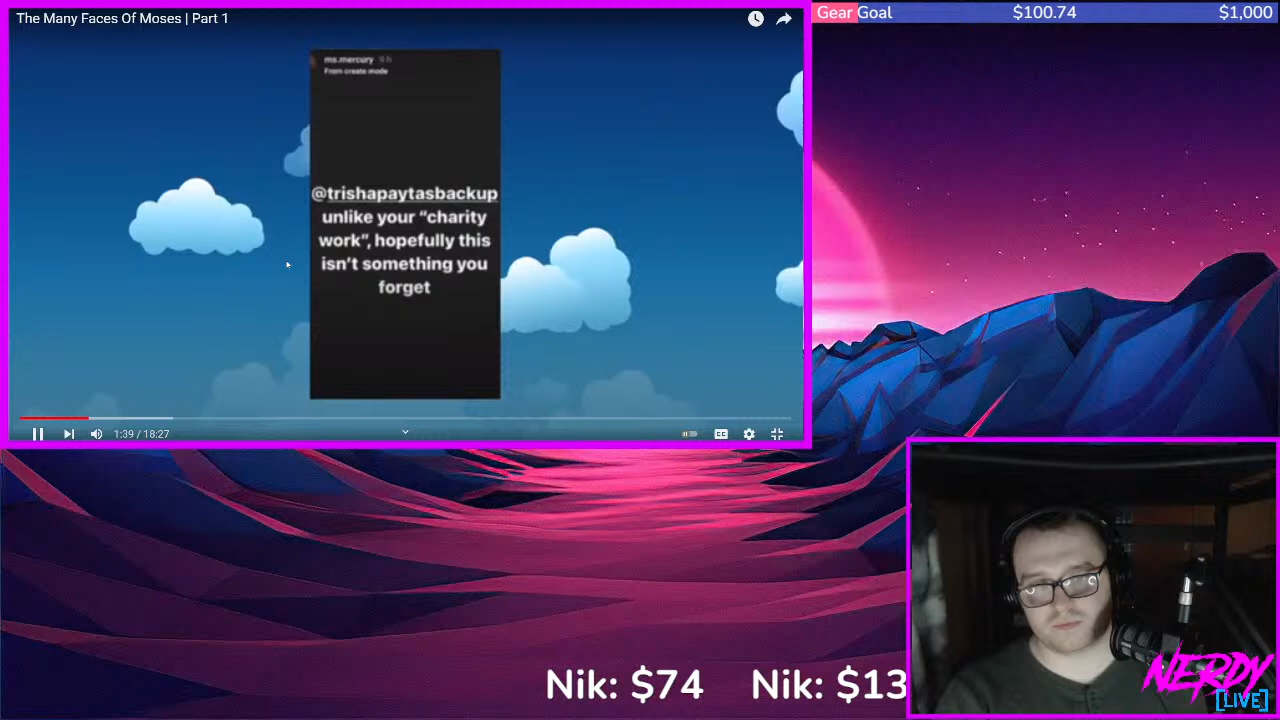 The Many Faces Of Moses | Part 1
Gear Goal $100.74 $1,000
ms.mercury 9 h
From create mode
@trishapaytasbackup
unlike your “charity
work”, hopefully this
isn’t something you
forget
1:39 / 18:27
CC
Nik: $74 Nik: $13
NERDY
[LIVE]